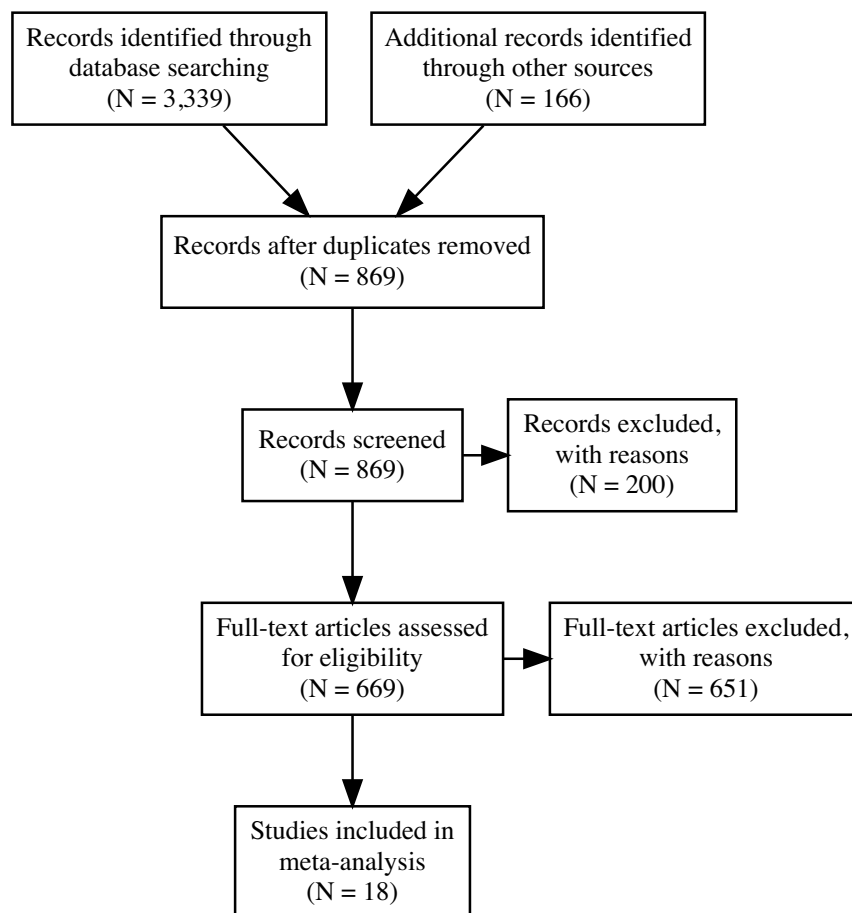 Records identified through
database searching
(N = 3,339)
Additional records identified
through other sources
(N = 166)
Records after duplicates removed
(N = 869)
Records screened
(N = 869)
Records excluded,
with reasons
(N = 200)
Full-text articles assessed
for eligibility
(N = 669)
Full-text articles excluded,
with reasons
(N = 651)
Studies included in
meta-analysis
(N = 18)